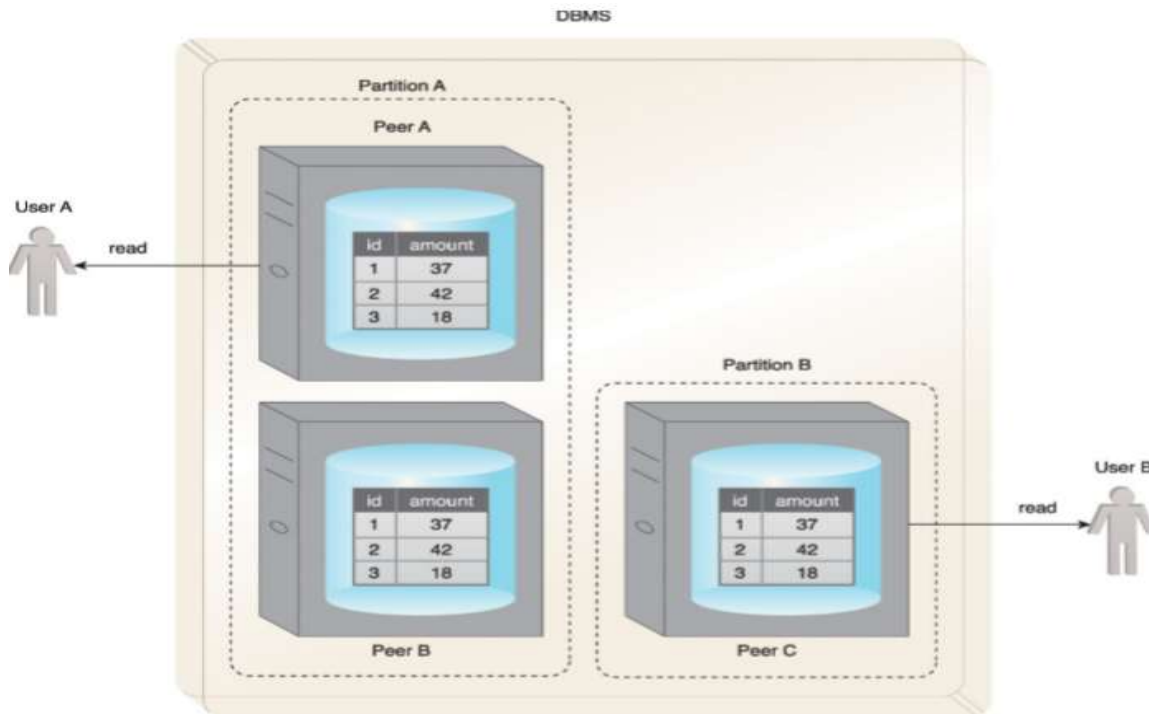 DBMS
Partition A
Peer A
User A
read
id amount
1 37
2 42
3 18
Partition B
id amount
1 37
2 42
3 18
Peer B
id amount
1 37
2 42
3 18
Peer C
User B
read